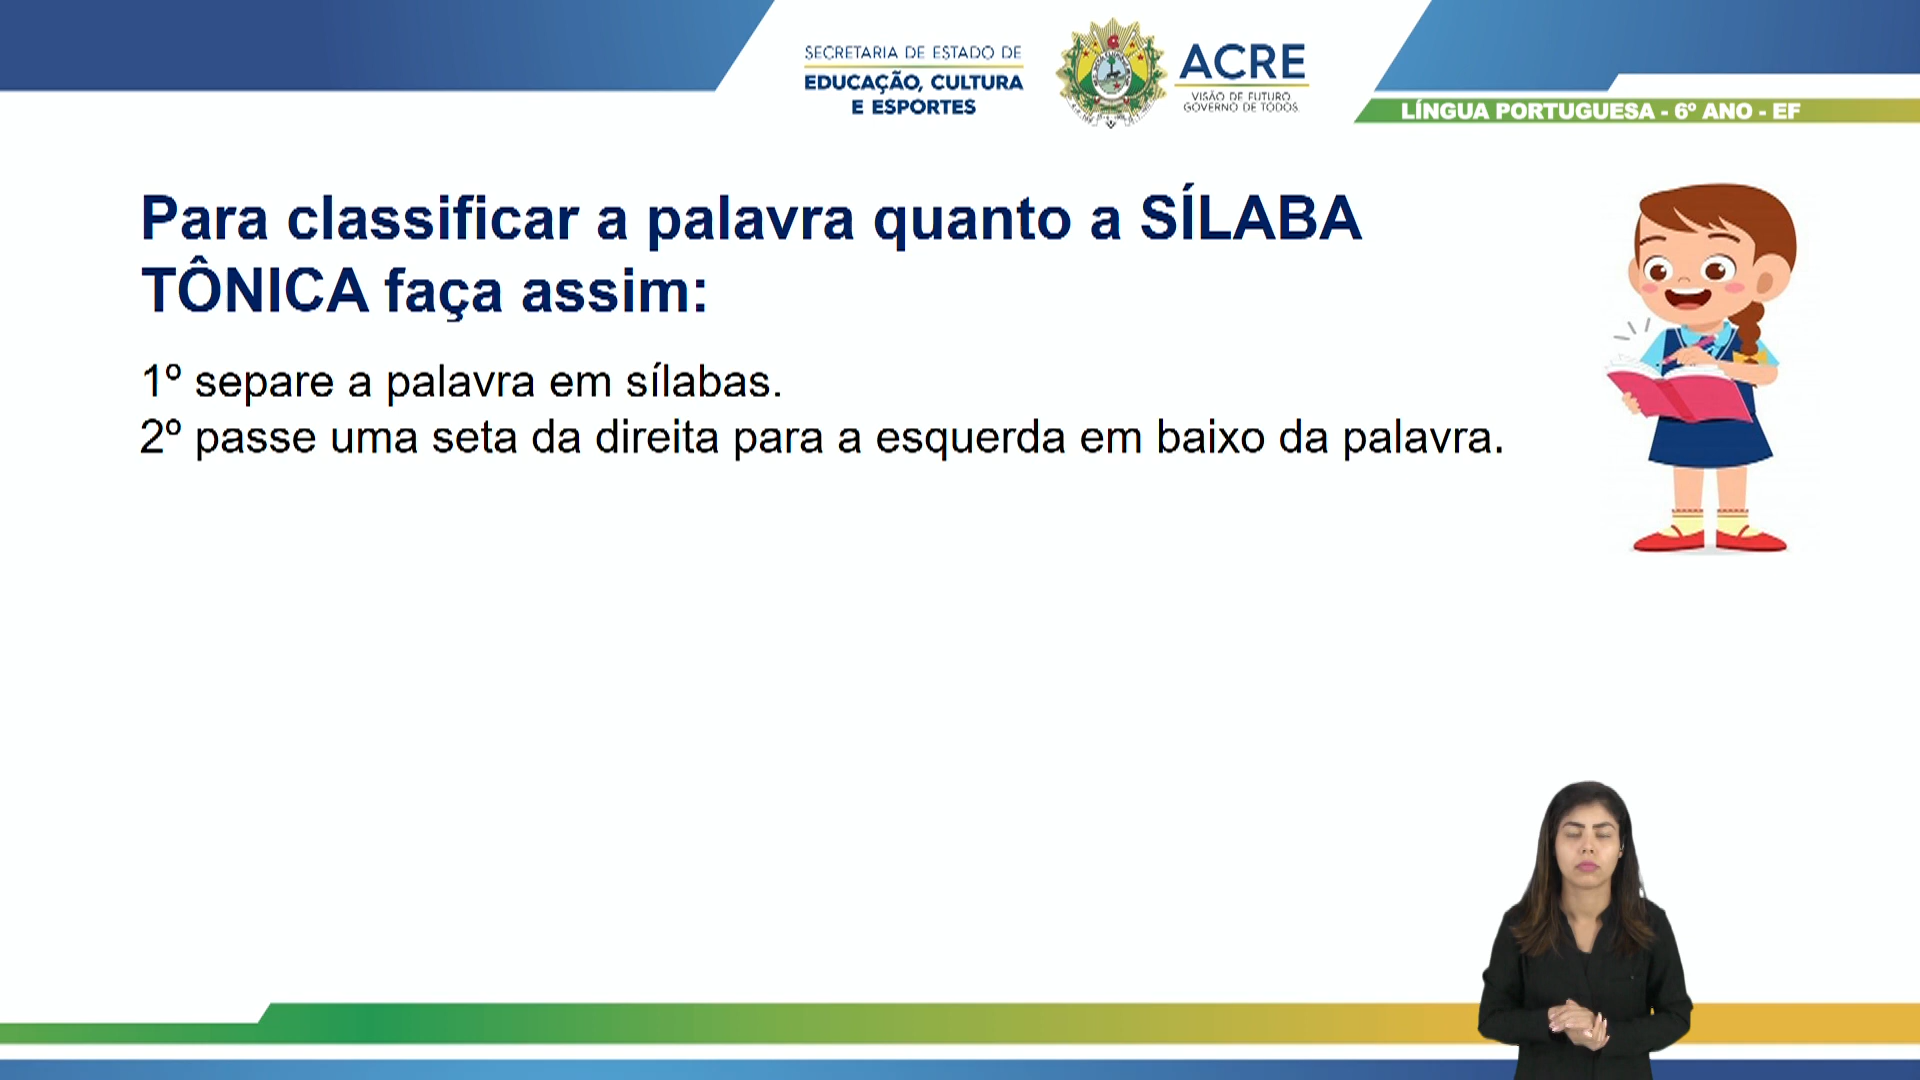 SECRETARIA DE ESTADO DE
EDUCAÇÃO, CULTURA
E ESPORTES
ACRE
VISÃO DE FUTURO
GOVERNO DE TODOS
LÍNGUA PORTUGUESA - 6º ANO - EF
Para classificar a palavra quanto a SÍLABA
TÔNICA faça assim:
1º separe a palavra em sílabas.
2º passe uma seta da direita para a esquerda em baixo da palavra.